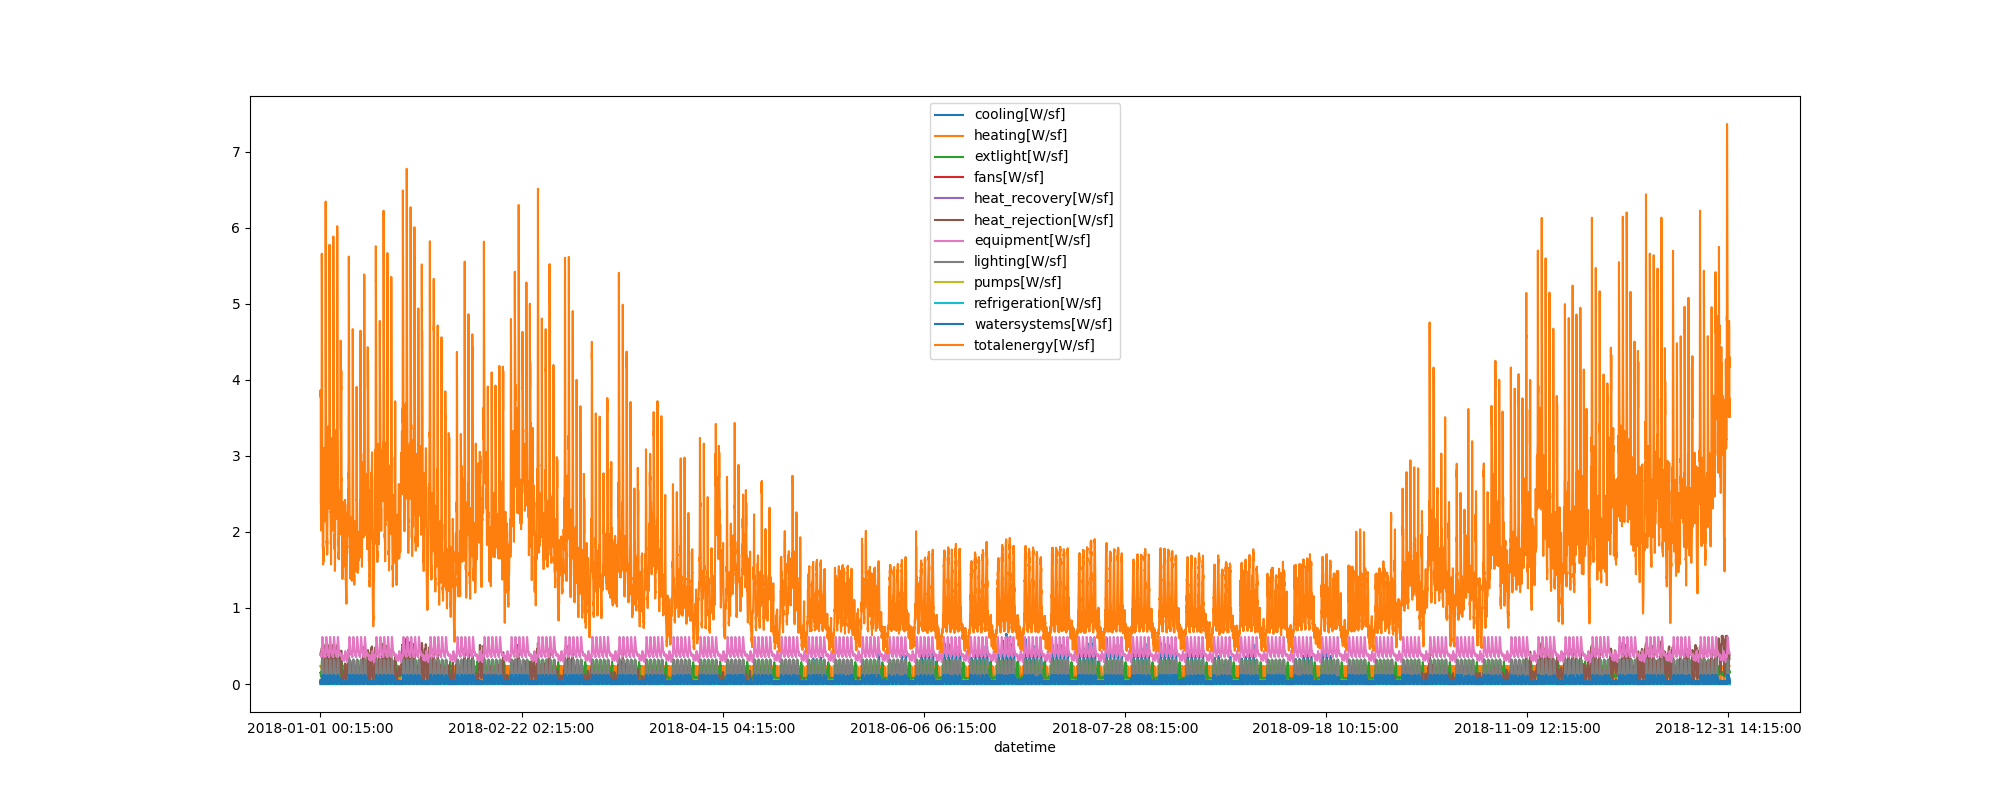 cooling[W/sf]
heating[W/sf]
extlight[W/sf]
fans[W/sf]
heat_recovery[W/sf]
heat_rejection[W/sf]
equipment[W/sf]
lighting[W/sf]
pumps[W/sf]
refrigeration[W/sf]
watersystems[W/sf]
totalenergy[W/sf]
7
6
5
4
3
2
1
0
2018-01-01 00:15:00 2018-02-22 02:15:00 2018-04-15 04:15:00 2018-06-06 06:15:00 2018-07-28 08:15:00 2018-09-18 10:15:00 2018-11-09 12:15:00 2018-12-31 14:15:00
datetime